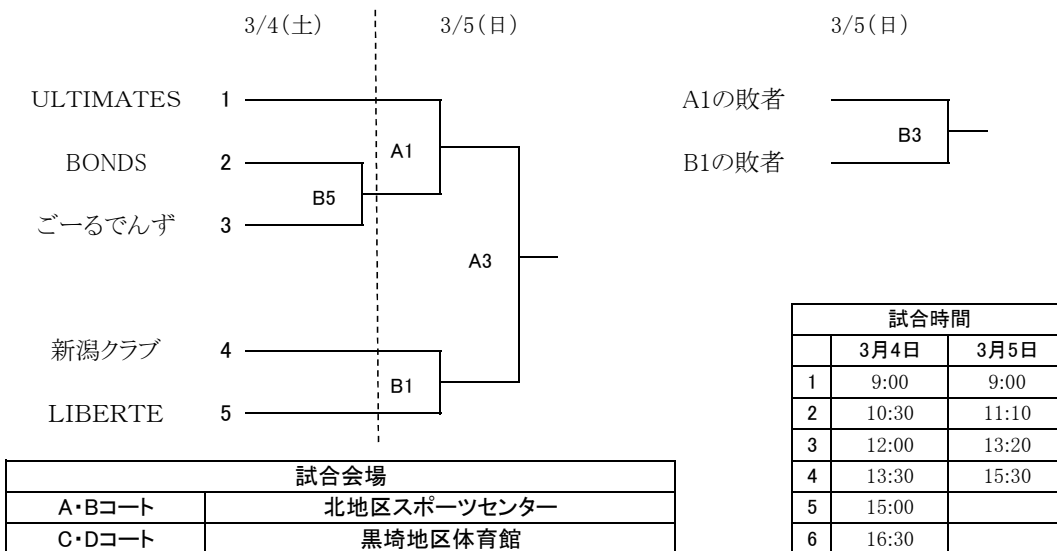 3/4(土) 3/5(日) 3/5(日)
ULTIMATES 1 A1の敗者
BONDS 2 A1 B3
B5 B1の敗者
ごーるでんず 3
A3
新潟クラブ 4
B1
LIBERTE 5
試合時間
3月4日 3月5日
1 9:00 9:00
2 10:30 11:10
3 12:00 13:20
4 13:30 15:30
5 15:00
6 16:30
試合会場
A・Bコート 北地区スポーツセンター
C・Dコート 黒埼地区体育館